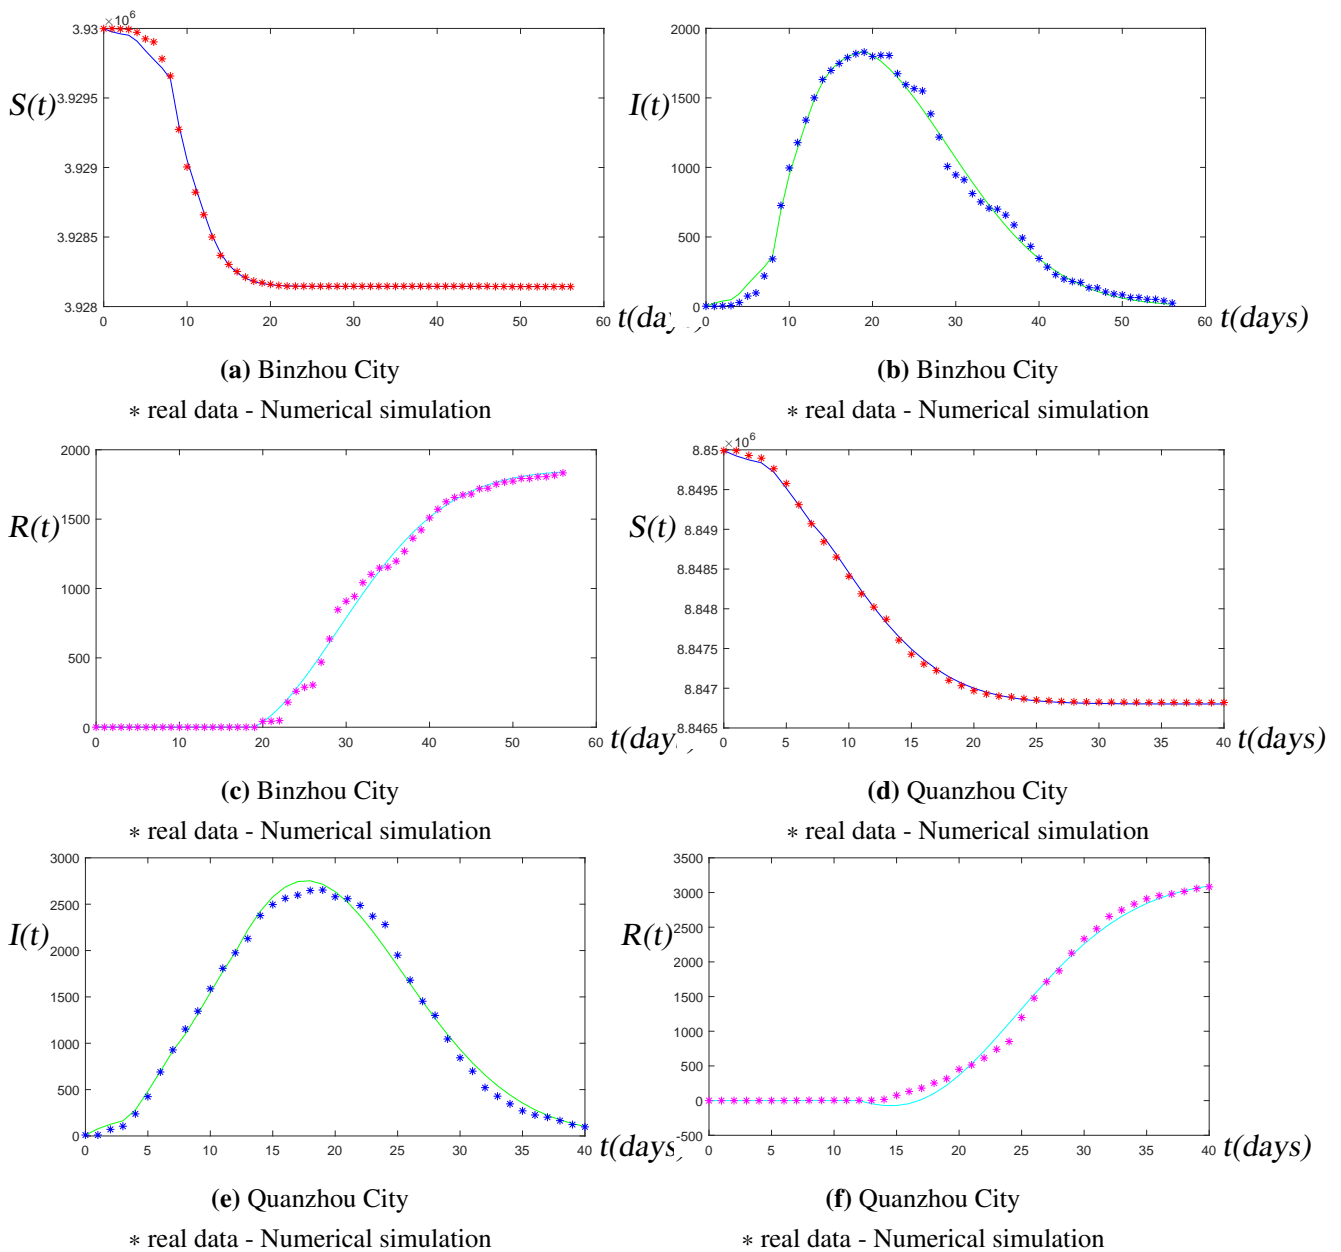 ×10^6
3.93
3.9295
3.929
3.9285
3.928
S(t)
0 10 20 30 40 50 60
t(day
(a) Binzhou City
* real data - Numerical simulation
2000
1500
1000
500
0
I(t)
0 10 20 30 40 50 60
t(days)
(b) Binzhou City
* real data - Numerical simulation
2000
1500
1000
500
0
R(t)
0 10 20 30 40 50 60
t(day
(c) Binzhou City
* real data - Numerical simulation
×10^6
8.85
8.8495
8.849
8.8485
8.848
8.8475
8.847
8.8465
S(t)
0 5 10 15 20 25 30 35 40
t(days)
(d) Quanzhou City
* real data - Numerical simulation
3000
2500
2000
1500
1000
500
0
I(t)
0 5 10 15 20 25 30 35 40
t(days
(e) Quanzhou City
* real data - Numerical simulation
3500
3000
2500
2000
1500
1000
500
0
-500
R(t)
0 5 10 15 20 25 30 35 40
t(days)
(f) Quanzhou City
* real data - Numerical simulation